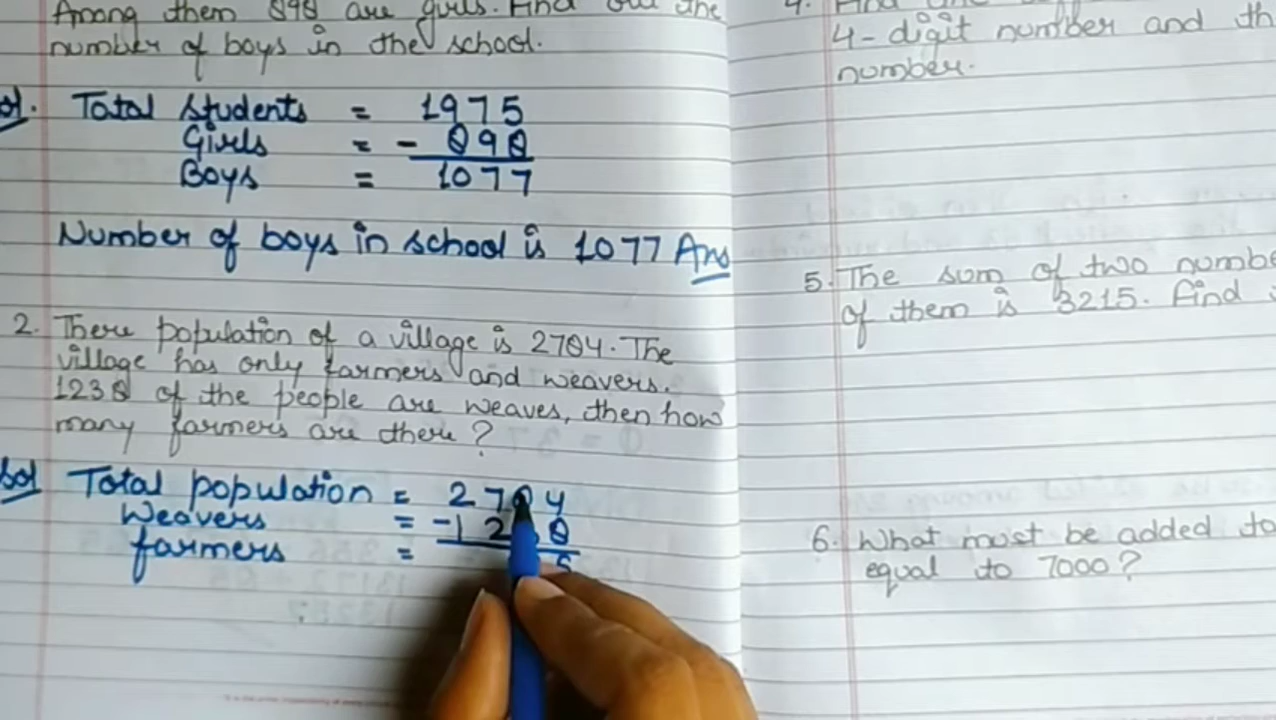 Among them 898 are girls. Find out the
number of boys in the school.
Sol. Total students = 1975
Girls = - 898
Boys = 1077
Number of boys in school is 1077 Ans
2. There population of a village is 2784. The
village has only farmers and weavers.
1238 of the people are weaves, then how
many farmers are there?
Sol Total population = 2784
Weavers = -12 8
farmers =
4-digit number and th
number.
5. The sum of two numbe
of them is 3215. Find
6. What must be added to
equal to 7000?